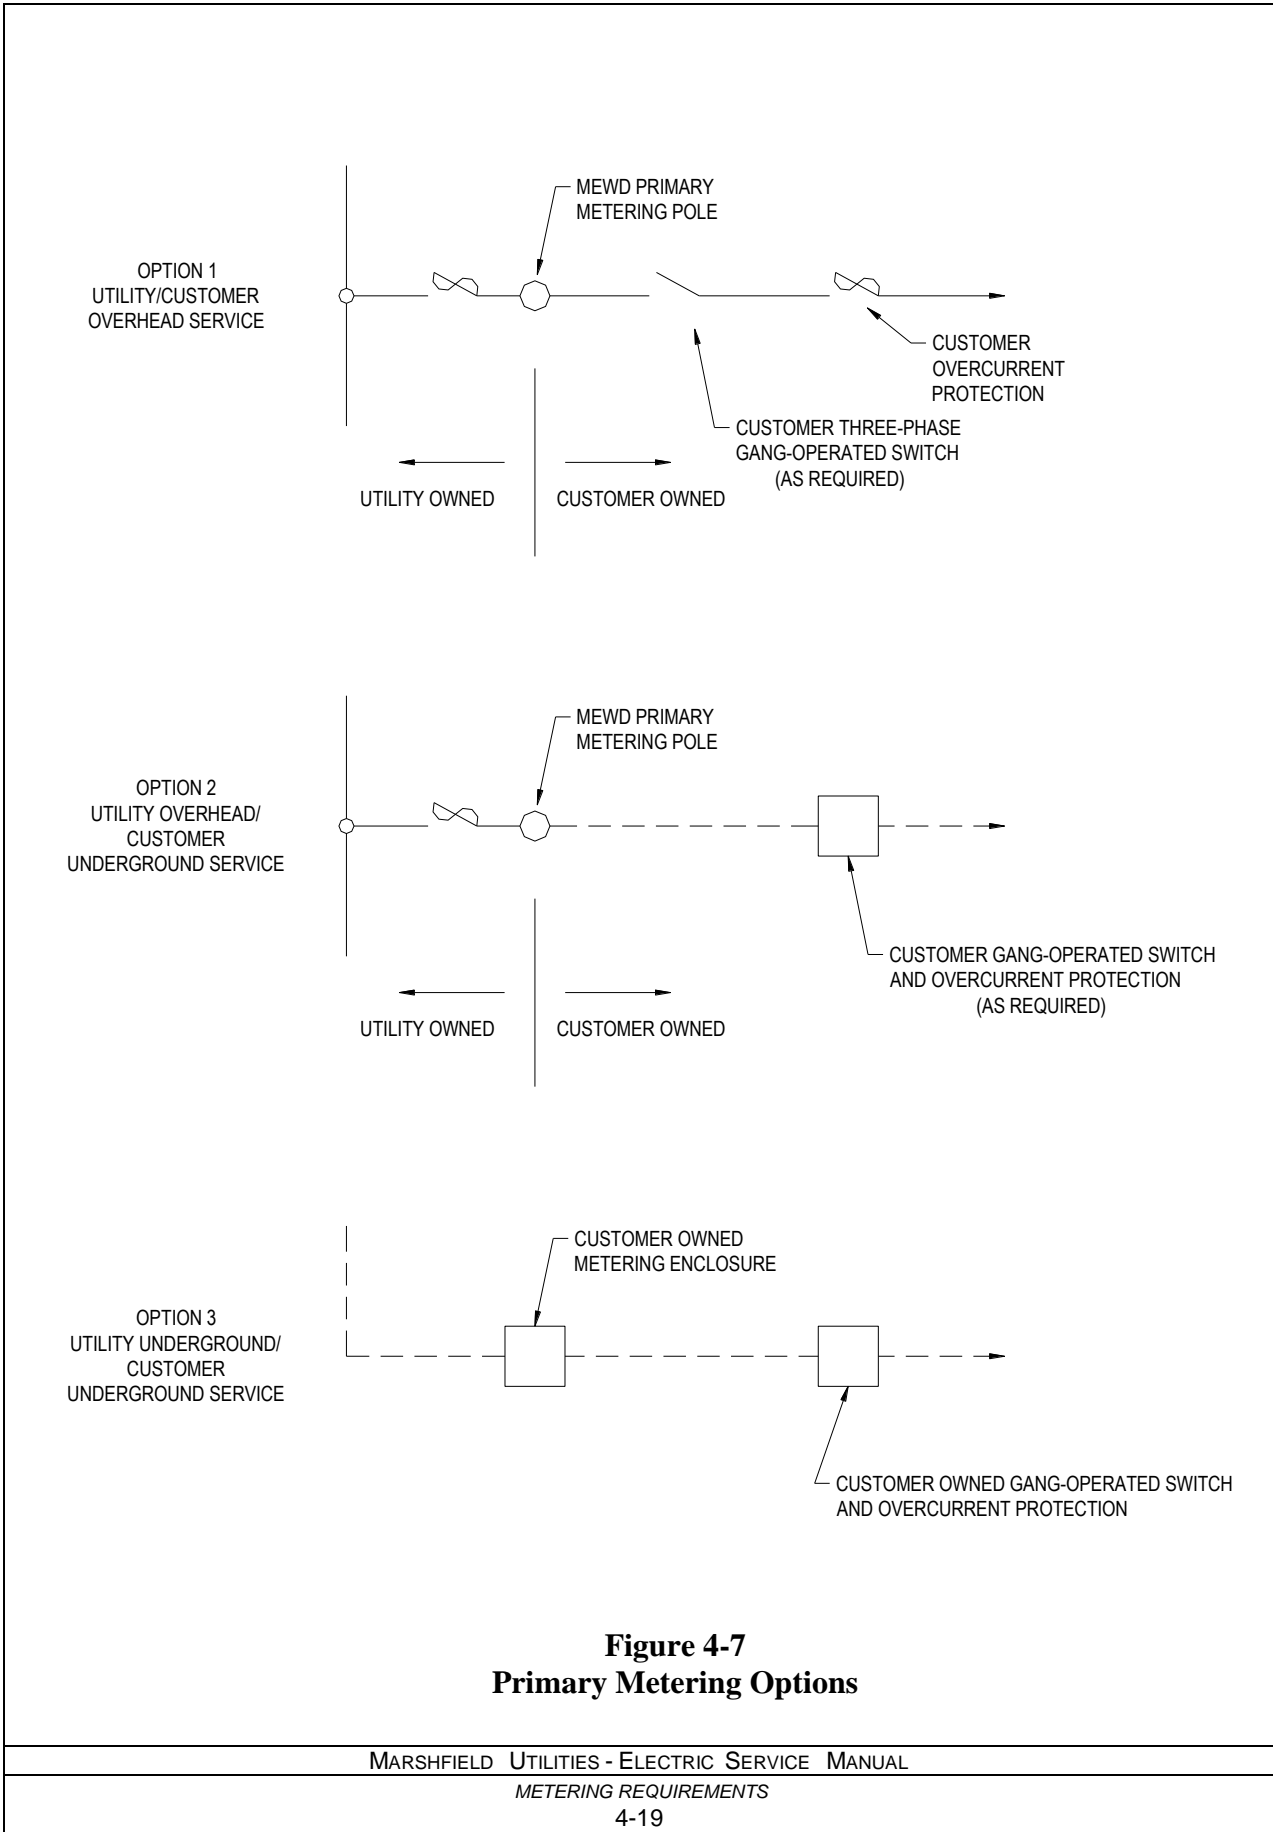 MEWD PRIMARY
METERING POLE
OPTION 1
UTILITY/CUSTOMER
OVERHEAD SERVICE
CUSTOMER
OVERCURRENT
PROTECTION
CUSTOMER THREE-PHASE
GANG-OPERATED SWITCH
(AS REQUIRED)
UTILITY OWNED
CUSTOMER OWNED
MEWD PRIMARY
METERING POLE
OPTION 2
UTILITY OVERHEAD/
CUSTOMER
UNDERGROUND SERVICE
CUSTOMER GANG-OPERATED SWITCH
AND OVERCURRENT PROTECTION
(AS REQUIRED)
UTILITY OWNED
CUSTOMER OWNED
CUSTOMER OWNED
METERING ENCLOSURE
OPTION 3
UTILITY UNDERGROUND/
CUSTOMER
UNDERGROUND SERVICE
CUSTOMER OWNED GANG-OPERATED SWITCH
AND OVERCURRENT PROTECTION
Figure 4-7
Primary Metering Options
MARSHFIELD UTILITIES - ELECTRIC SERVICE MANUAL
METERING REQUIREMENTS
4-19